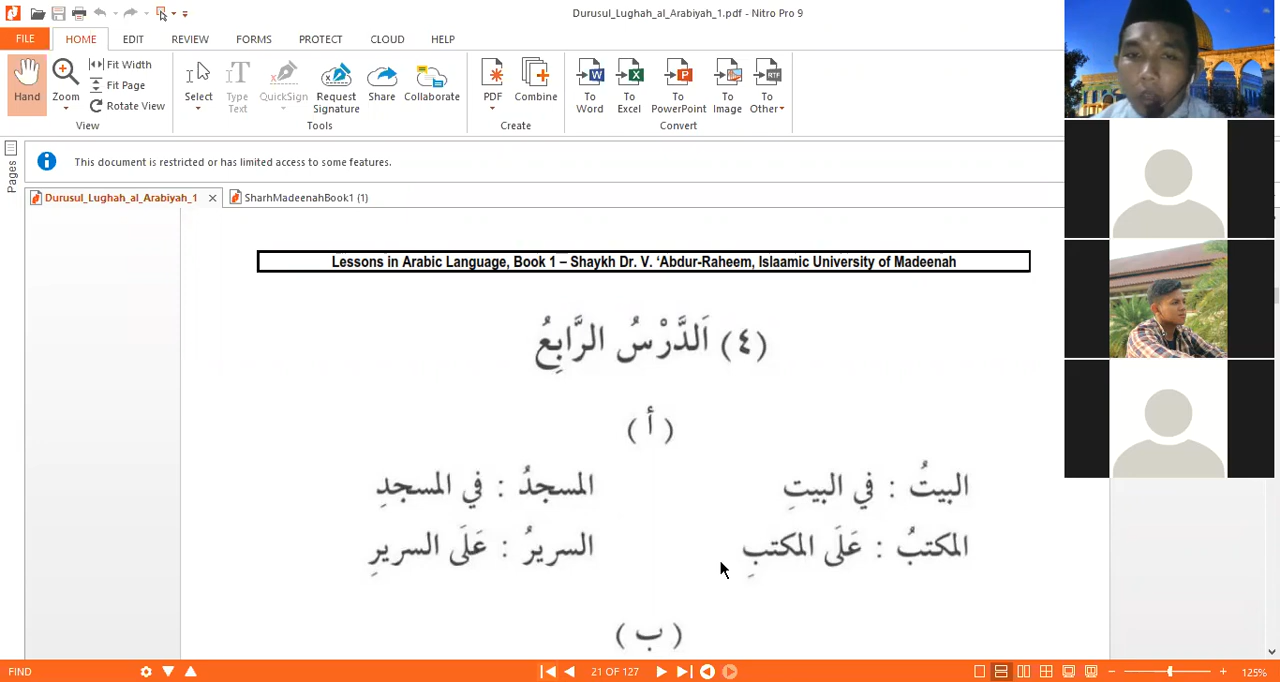 Durusul_Lughah_al_Arabiyah_1.pdf - Nitro Pro 9
FILE HOME EDIT REVIEW FORMS PROTECT CLOUD HELP
Hand Zoom Fit Width Fit Page Rotate View
Select Type Text QuickSign Request Signature Share Collaborate
PDF Combine
To Word To Excel To PowerPoint To Image To Other
View Tools Create Convert
This document is restricted or has limited access to some features.
Pages
Durusul_Lughah_al_Arabiyah_1 SharhMadeenahBook1 (1)
Lessons in Arabic Language, Book 1 – Shaykh Dr. V. ‘Abdur-Raheem, Islaamic University of Madeenah
(٤) اَلدَّرْسُ الرَّابِعُ
( أ )
البيتُ : في البيتِ المسجدُ : في المسجدِ
المكتبُ : عَلَى المكتبِ السريرُ : عَلَى السريرِ
( ب )
FIND 21 OF 127 125%